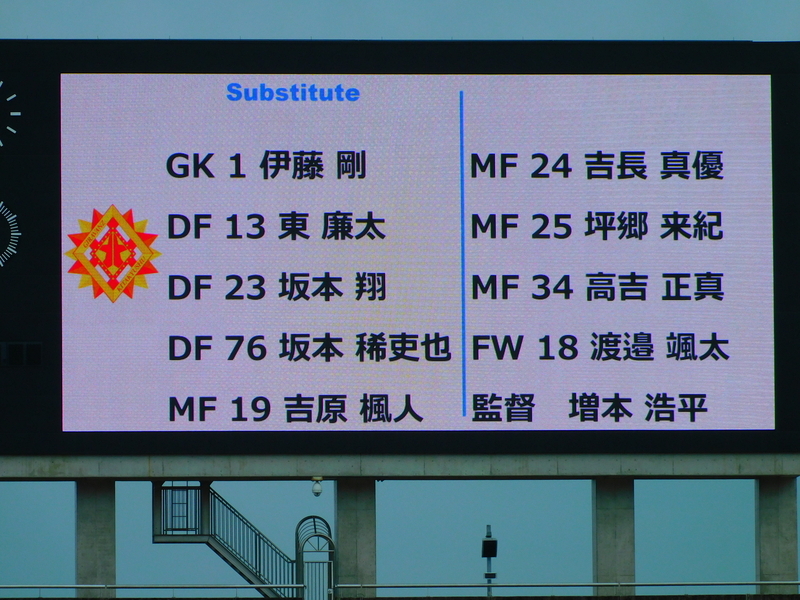 Substitute
GK 1 伊藤 剛
DF 13 東 廉太
DF 23 坂本 翔
DF 76 坂本 稀吏也
MF 19 吉原 楓人
MF 24 吉長 真優
MF 25 坪郷 来紀
MF 34 高吉 正真
FW 18 渡邉 颯太
監督 増本 浩平